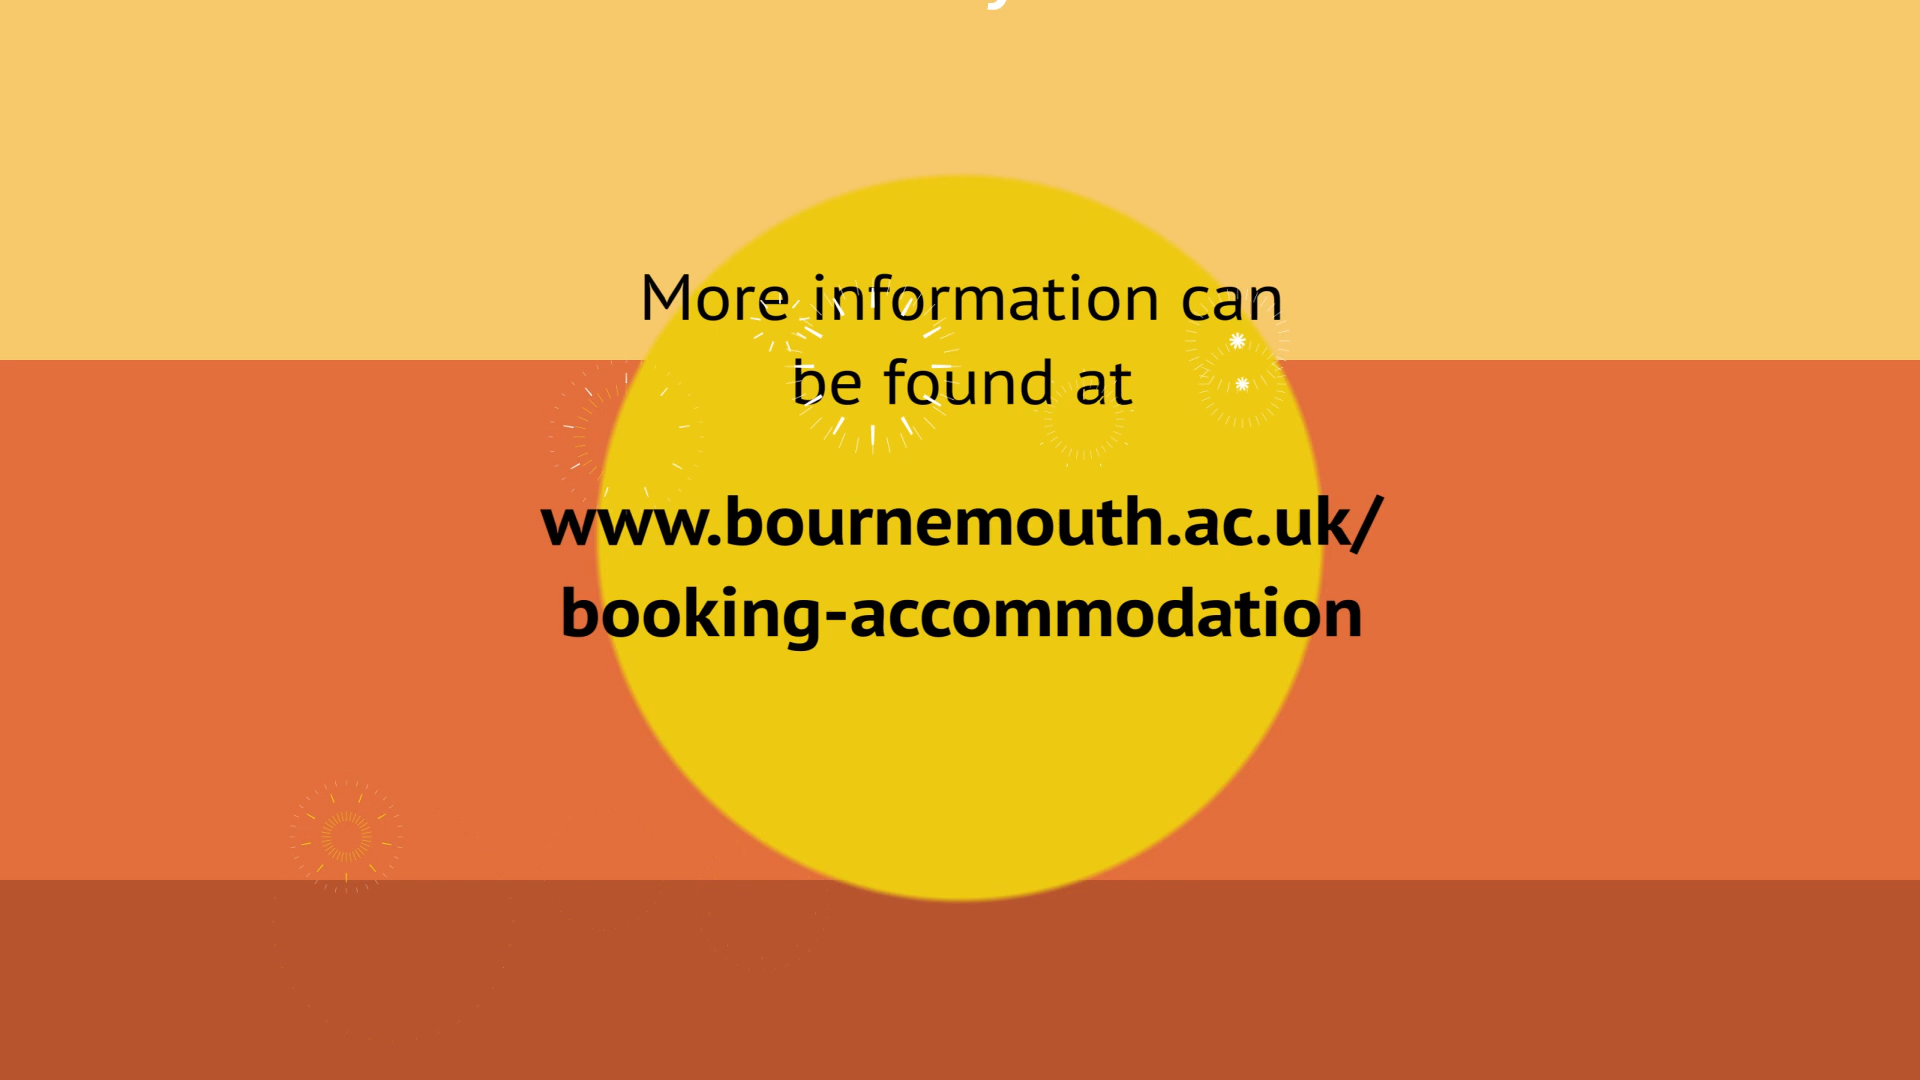 More information can
be found at
www.bournemouth.ac.uk/
booking-accommodation